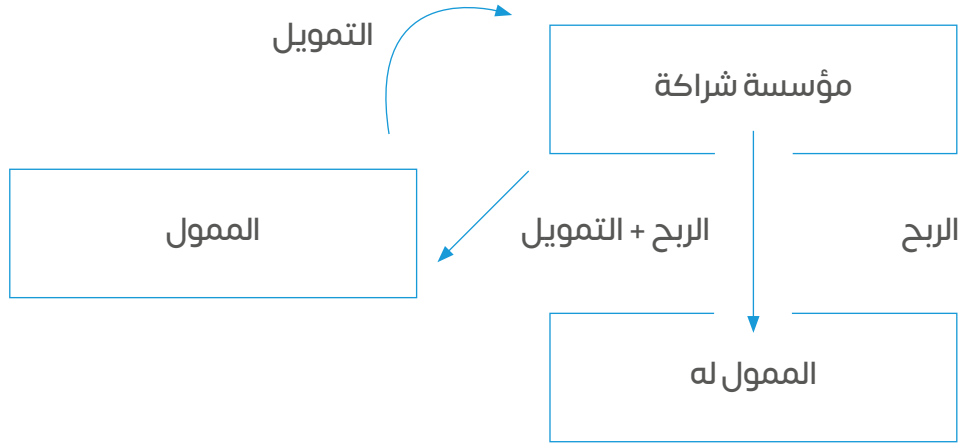 التمويل
مؤسسة شراكة
الممول
الربح
الربح + التمويل
الممول له